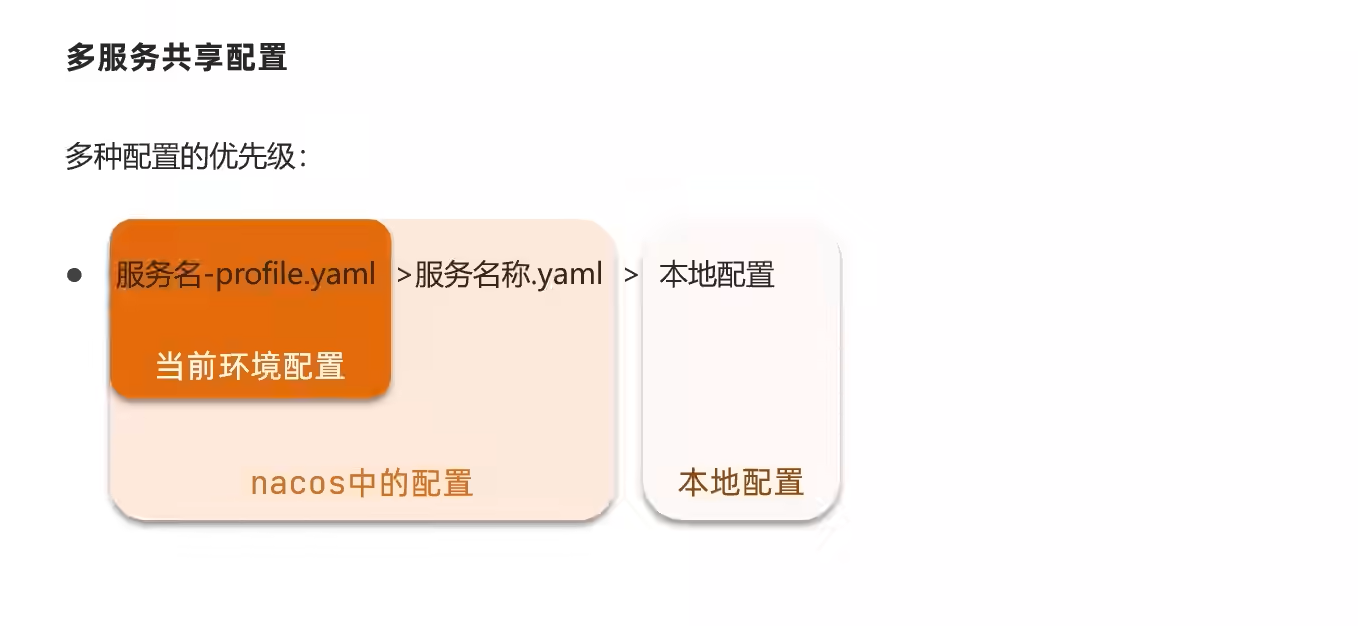 多服务共享配置
多种配置的优先级：
● 服务名-profile.yaml >服务名称.yaml > 本地配置
当前环境配置
nacos中的配置 本地配置